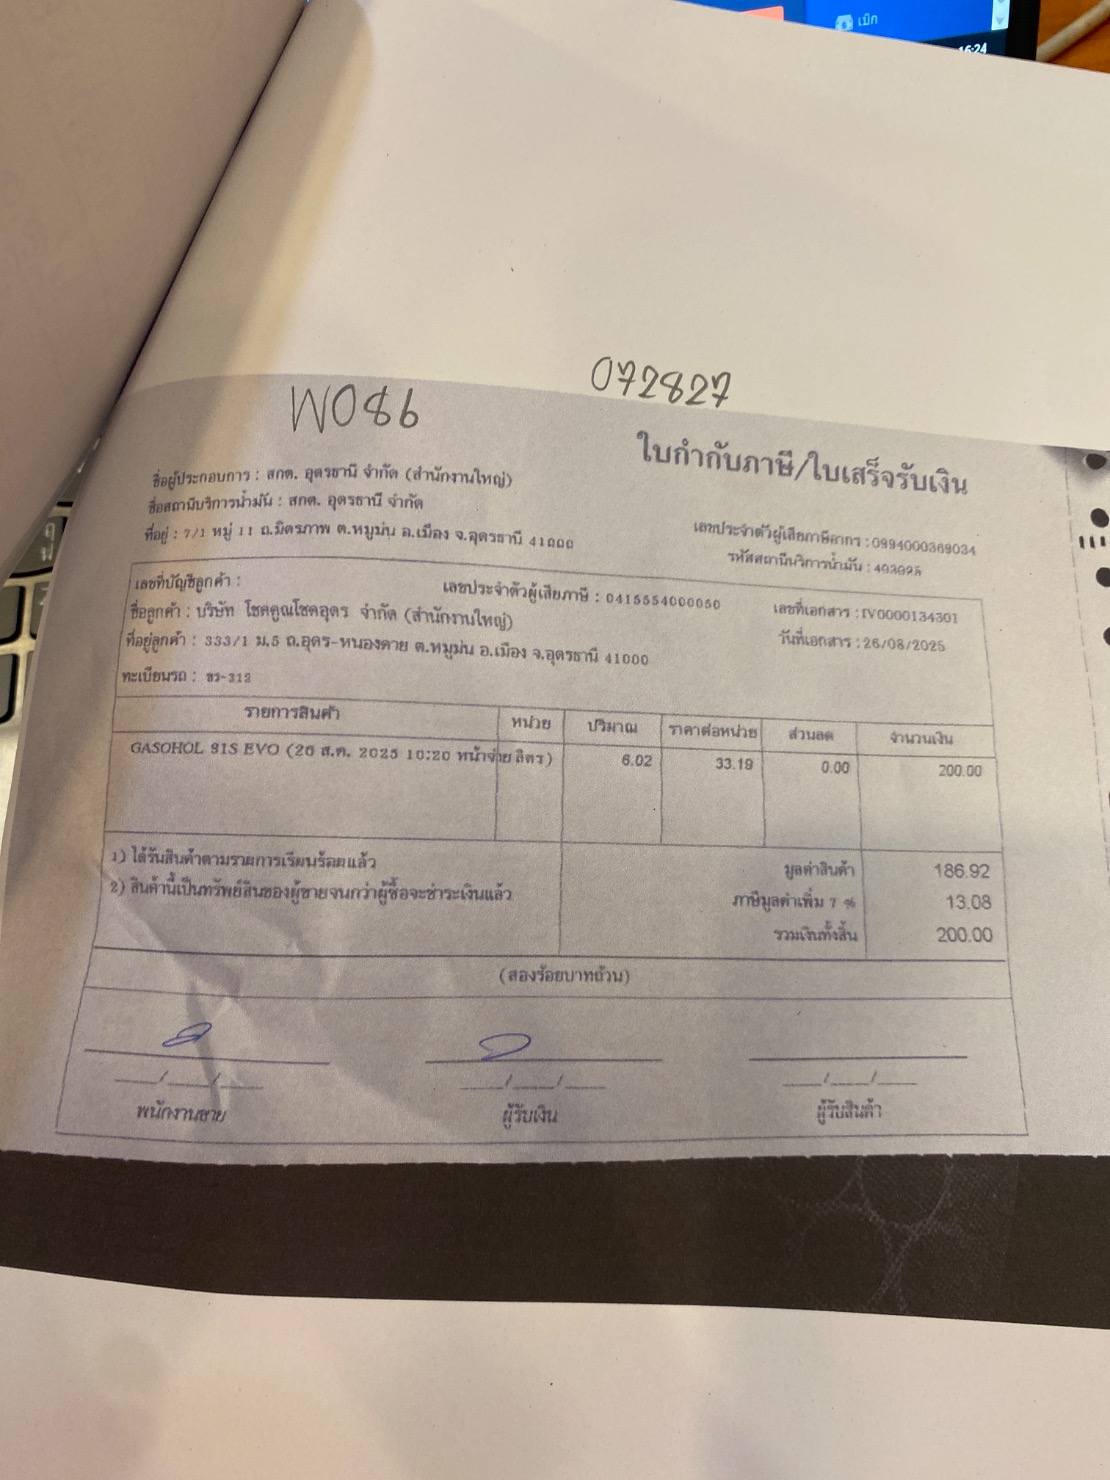 เบิก
16:24
072827
W086
ใบกำกับภาษี/ใบเสร็จรับเงิน
ชื่อผู้ประกอบการ : สกต. อุดรธานี จำกัด (สำนักงานใหญ่)
ชื่อสถานีบริการน้ำมัน : สกต. อุดรธานี จำกัด
ที่อยู่ : 7/1 หมู่ 11 ถ.มิตรภาพ ต.หมูม่น อ.เมือง จ.อุดรธานี 41000
เลขประจำตัวผู้เสียภาษีอากร : 0994000369034
รหัสสถานีบริการน้ำมัน :
เลขที่บัญชีลูกค้า :
เลขประจำตัวผู้เสียภาษี : 0415554000050
เลขที่เอกสาร : IV0000134301
ชื่อลูกค้า : บริษัท โชคคูณโชคอุดร จำกัด (สำนักงานใหญ่)
วันที่เอกสาร : 26/08/2025
ที่อยู่ลูกค้า : 333/1 ม.5 ถ.อุดร-หนองคาย ต.หมูม่น อ.เมือง จ.อุดรธานี 41000
ทะเบียนรถ :
รายการสินค้า หน่วย ปริมาณ ราคาต่อหน่วย ส่วนลด จำนวนเงิน
GASOHOL 91S EVO (26 ส.ค. 2025 10:20 หน้าจ่าย ลิตร) 6.02 33.19 0.00 200.00
1) ได้รับสินค้าตามรายการเรียบร้อยแล้ว
2) สินค้านี้เป็นทรัพย์สินของผู้ขายจนกว่าผู้ซื้อจะชำระเงินแล้ว
มูลค่าสินค้า 186.92
ภาษีมูลค่าเพิ่ม 7 % 13.08
รวมเงินทั้งสิ้น 200.00
(สองร้อยบาทถ้วน)
___/___/___ ___/___/___ ___/___/___
พนักงานขาย ผู้รับเงิน ผู้รับสินค้า